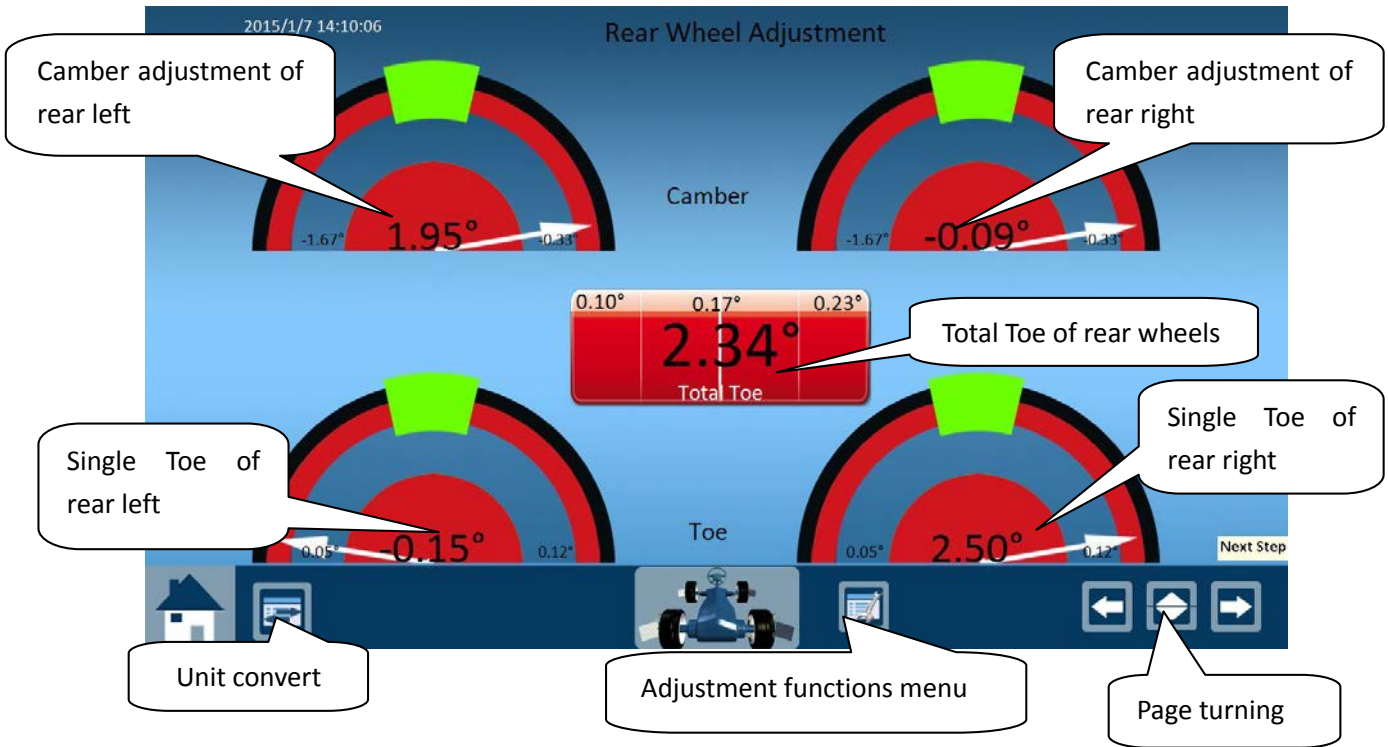 2015/1/7 14:10:06
Rear Wheel Adjustment
Camber adjustment of
rear left
Camber adjustment of
rear right
Camber
-1.67°
1.95°
-0.33°
-1.67°
-0.09°
-0.33°
0.10°
0.17°
0.23°
2.34°
Total Toe
Total Toe of rear wheels
Single Toe of
rear left
Single Toe of
rear right
Toe
0.05°
-0.15°
0.12°
0.05°
2.50°
0.12°
Next Step
Unit convert
Adjustment functions menu
Page turning